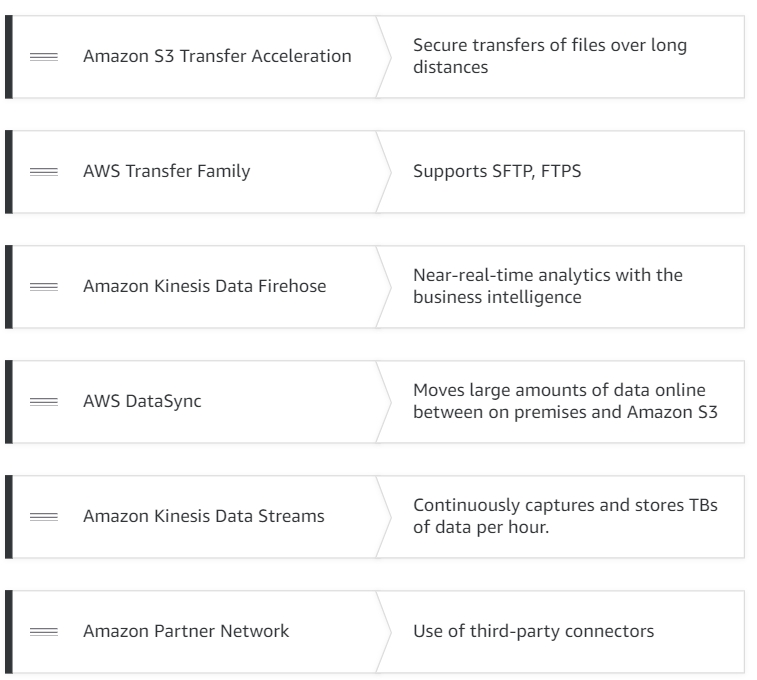 Amazon S3 Transfer Acceleration
Secure transfers of files over long
distances
AWS Transfer Family
Supports SFTP, FTPS
Amazon Kinesis Data Firehose
Near-real-time analytics with the
business intelligence
AWS DataSync
Moves large amounts of data online
between on premises and Amazon S3
Amazon Kinesis Data Streams
Continuously captures and stores TBs
of data per hour.
Amazon Partner Network
Use of third-party connectors